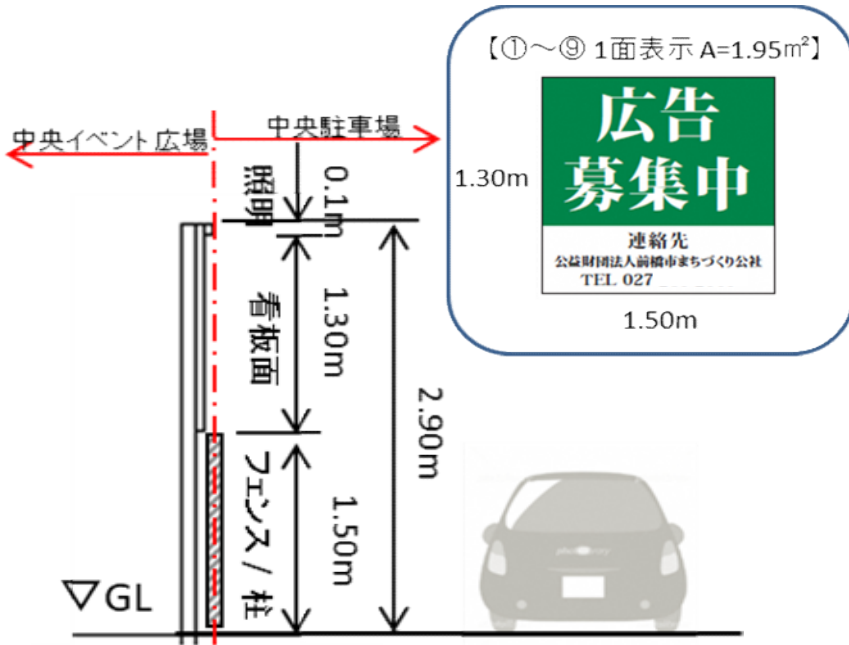 【①～⑨ 1面表示 A=1.95㎡】
広告
募集中
連絡先
公益財団法人前橋市まちづくり公社
TEL 027
1.30m
1.50m
中央イベント広場
中央駐車場
照明
0.1m
看板面
1.30m
2.90m
フェンス / 柱
1.50m
▽GL